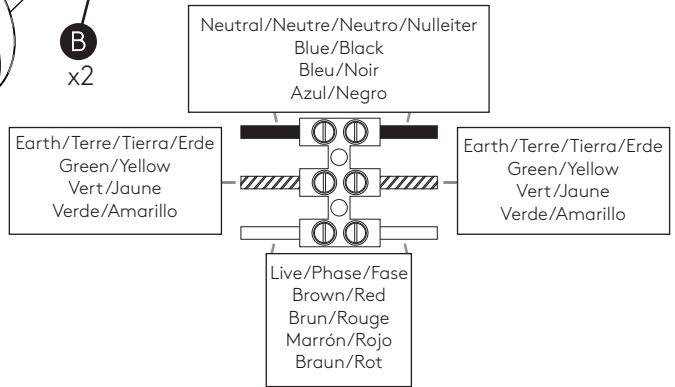 B
x2
Neutral/Neutre/Neutro/Nulleiter
Blue/Black
Bleu/Noir
Azul/Negro
Earth/Terre/Tierra/Erde
Green/Yellow
Vert/Jaune
Verde/Amarillo
Earth/Terre/Tierra/Erde
Green/Yellow
Vert/Jaune
Verde/Amarillo
Live/Phase/Fase
Brown/Red
Brun/Rouge
Marrón/Rojo
Braun/Rot